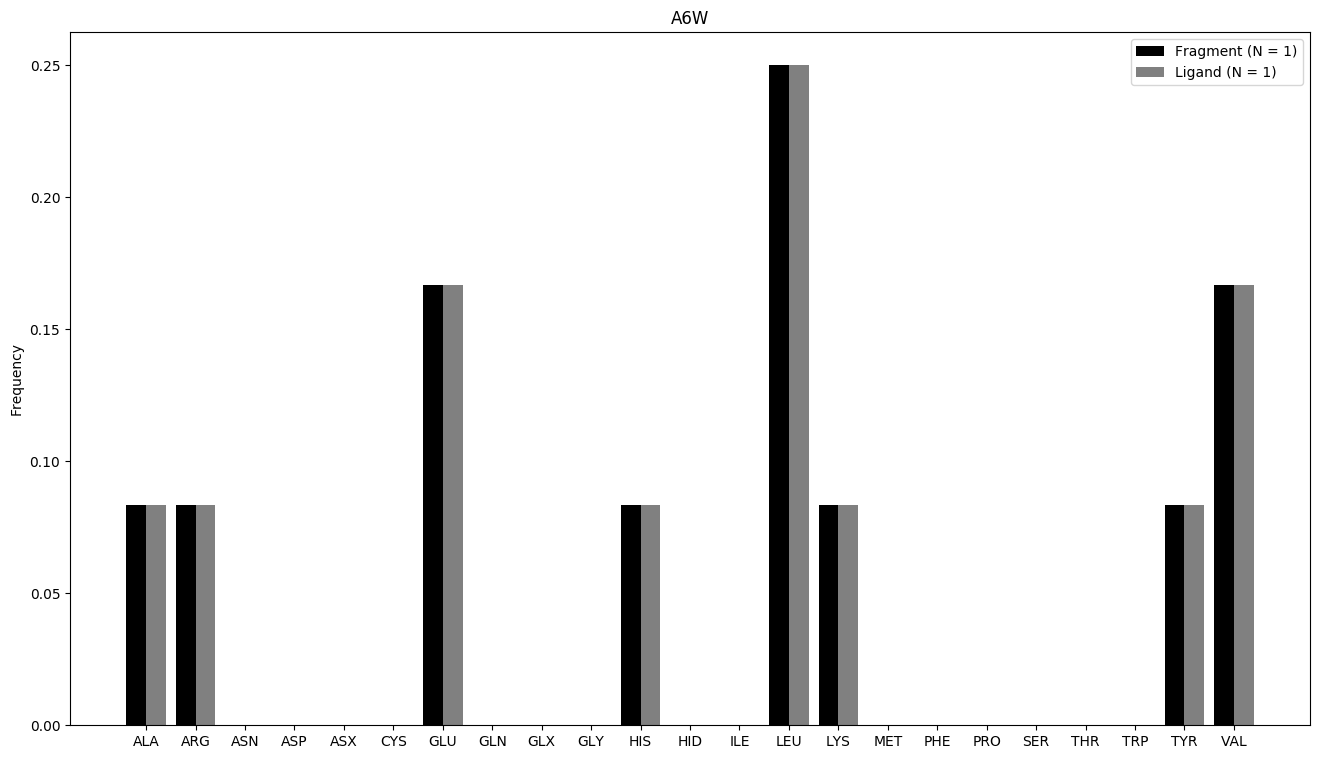 A6W
Fragment (N = 1)
Ligand (N = 1)
Frequency
0.25
0.20
0.15
0.10
0.05
0.00
ALA ARG ASN ASP ASX CYS GLU GLN GLX GLY HIS HID ILE LEU LYS MET PHE PRO SER THR TRP TYR VAL